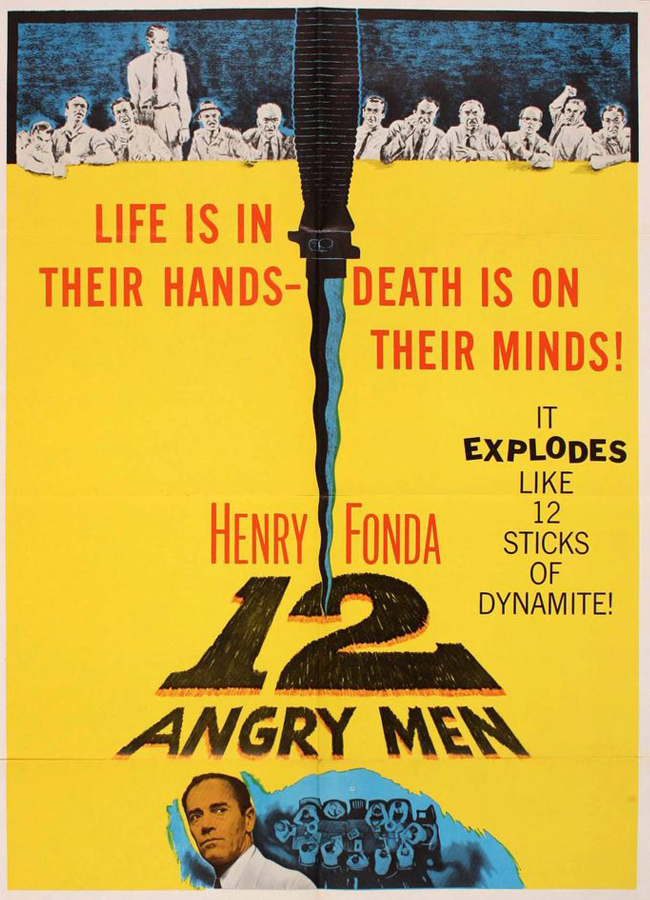 LIFE IS IN
THEIR HANDS-
DEATH IS ON
THEIR MINDS!
IT
EXPLODES
LIKE
12
STICKS
OF
DYNAMITE!
HENRY FONDA
12
ANGRY MEN